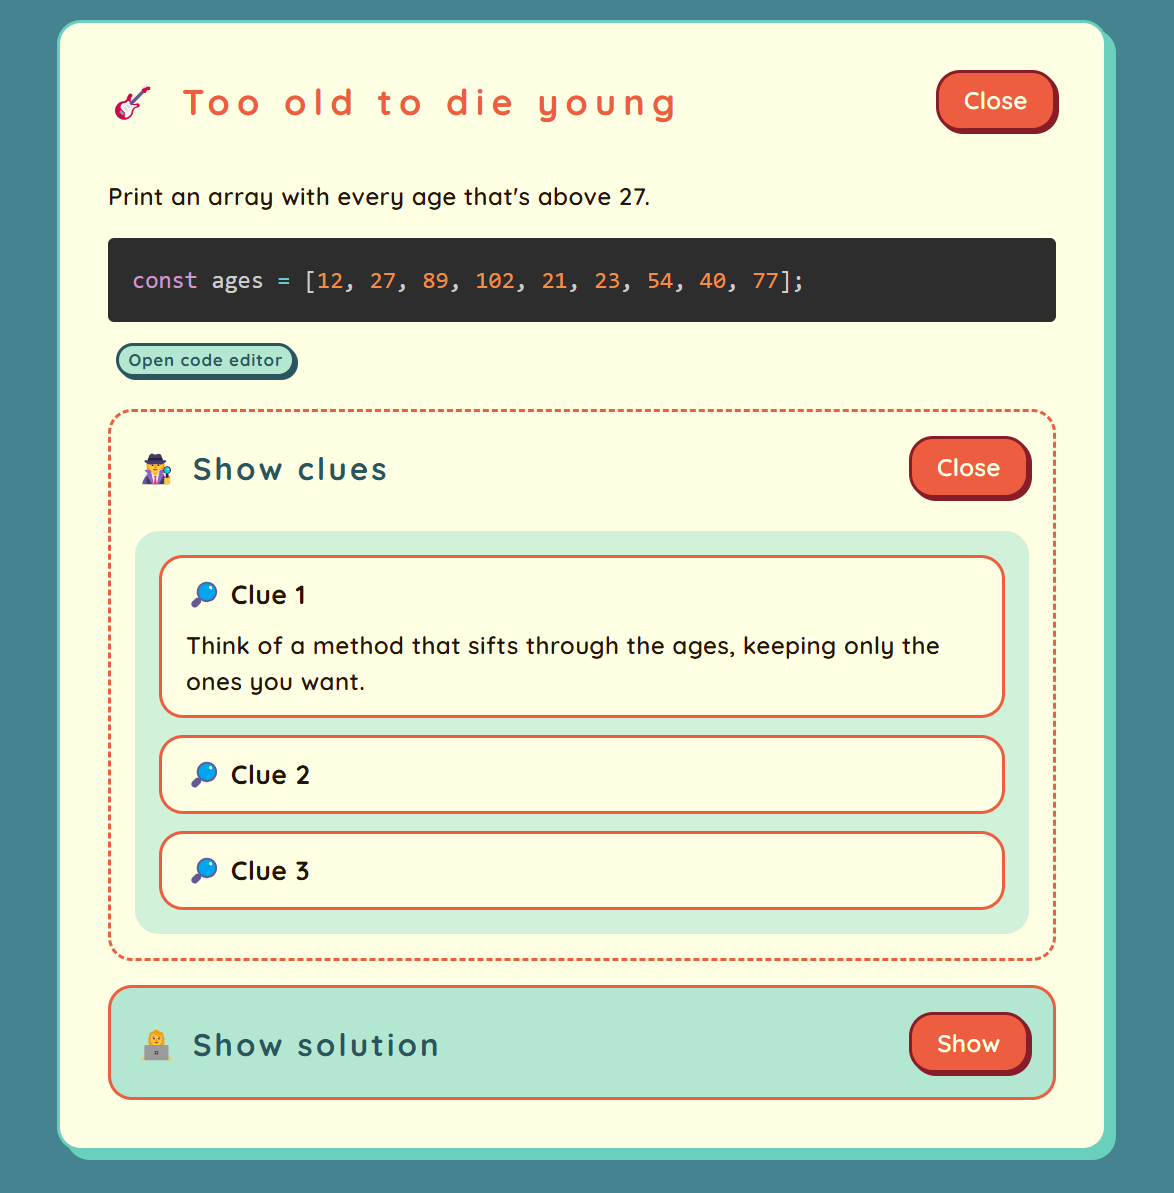 Too old to die young
Close
Print an array with every age that's above 27.
const ages = [12, 27, 89, 102, 21, 23, 54, 40, 77];
Open code editor
Show clues
Close
Clue 1
Think of a method that sifts through the ages, keeping only the
ones you want.
Clue 2
Clue 3
Show solution
Show